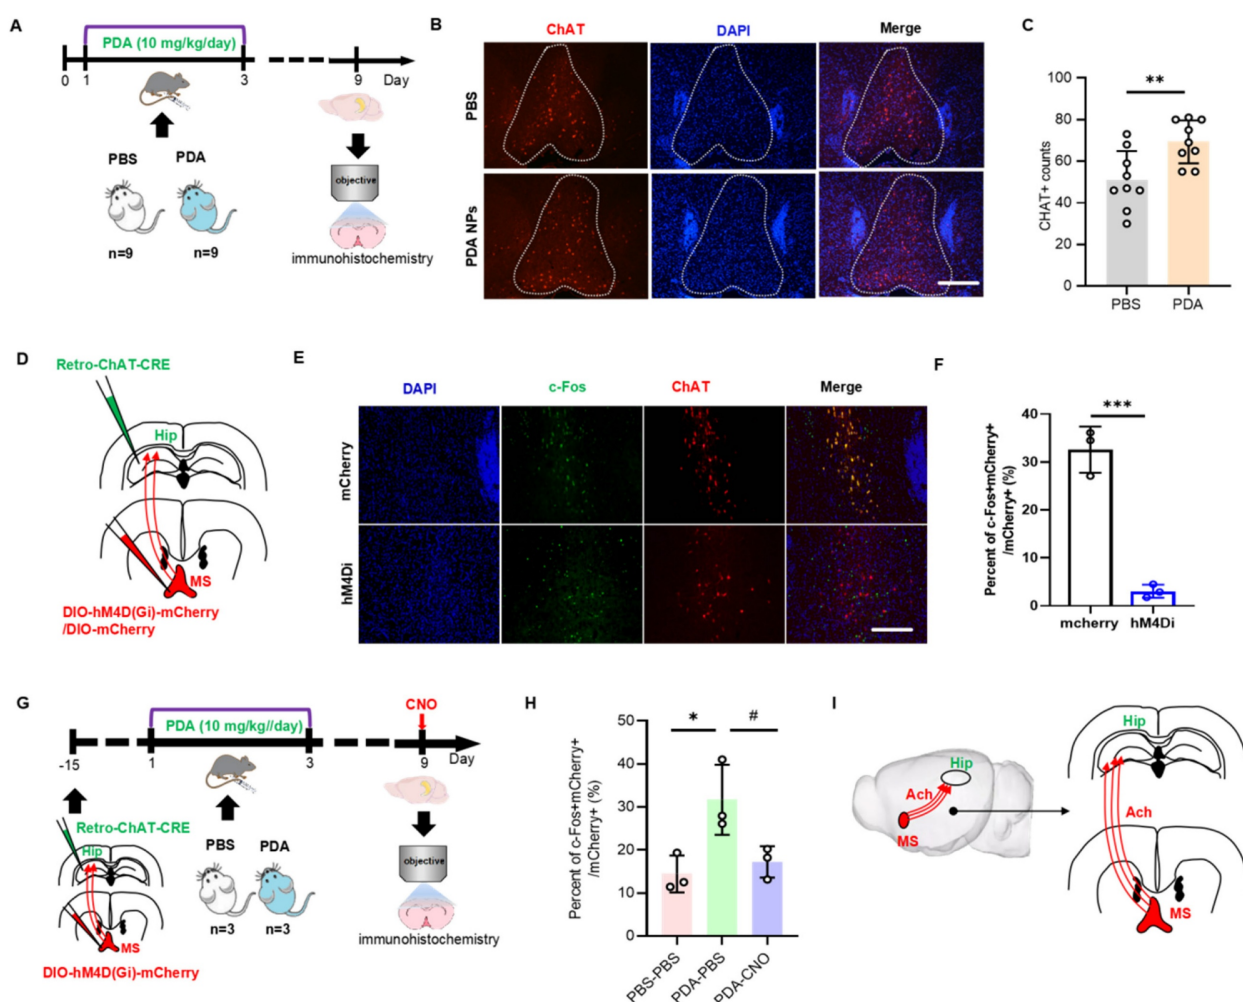 A
PDA (10 mg/kg/day)
0 1 3 9 Day
PBS PDA
n=9 n=9
objective
immunohistochemistry
B
ChAT DAPI Merge
PBS
PDA NPs
C
**
CHAT+ counts
100
80
60
40
20
0
PBS PDA
D
Retro-ChAT-CRE
Hip
MS
DIO-hM4D(Gi)-mCherry
/DIO-mCherry
E
DAPI c-Fos ChAT Merge
mCherry
hM4Di
F
***
Percent of c-Fos+mCherry+
/mCherry+ (%)
40
30
20
10
0
mcherry hM4Di
G
CNO
PDA (10 mg/kg//day)
-15 1 3 9 Day
Retro-ChAT-CRE
Hip
MS
DIO-hM4D(Gi)-mCherry
PBS PDA
n=3 n=3
objective
immunohistochemistry
H
* #
Percent of c-Fos+mCherry+
/mCherry+ (%)
50
40
30
20
10
0
PBS-PBS PDA-PBS PDA-CNO
I
Hip
Ach
MS
Hip
Ach
MS